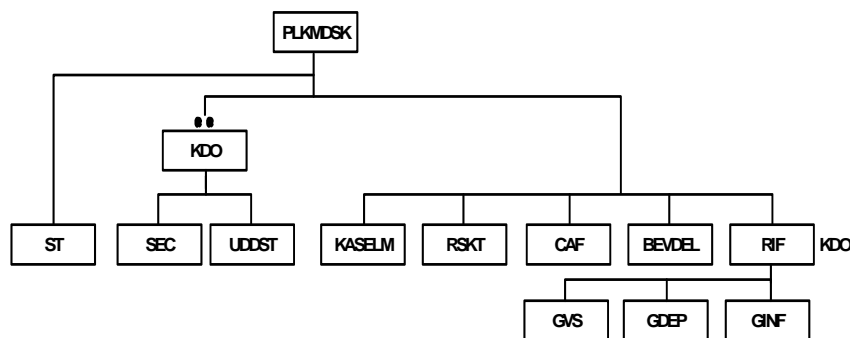 PLKMDSK
KDO
ST SEC UDDST KASELM RSKT CAF BEVDEL RIF KDO
GVS GDEP GINF